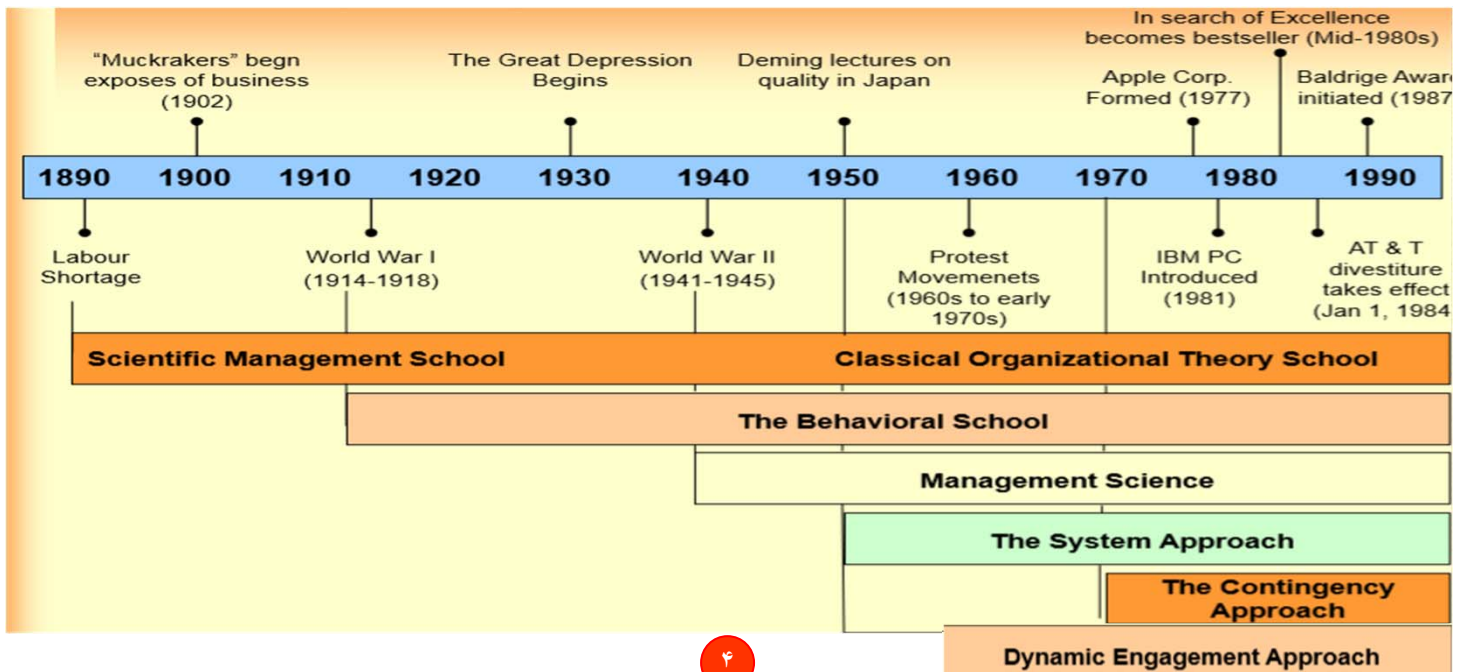 In search of Excellence
becomes bestseller (Mid-1980s)
“Muckrakers” begn
exposes of business
(1902)
The Great Depression
Begins
Deming lectures on
quality in Japan
Apple Corp.
Formed (1977)
Baldrige Awar
initiated (1987
1890 1900 1910 1920 1930 1940 1950 1960 1970 1980 1990
Labour
Shortage
World War I
(1914-1918)
World War II
(1941-1945)
Protest
Movemenets
(1960s to early
1970s)
IBM PC
Introduced
(1981)
AT & T
divestiture
takes effect
(Jan 1, 1984
Scientific Management School Classical Organizational Theory School
The Behavioral School
Management Science
The System Approach
The Contingency
Approach
Dynamic Engagement Approach
۴